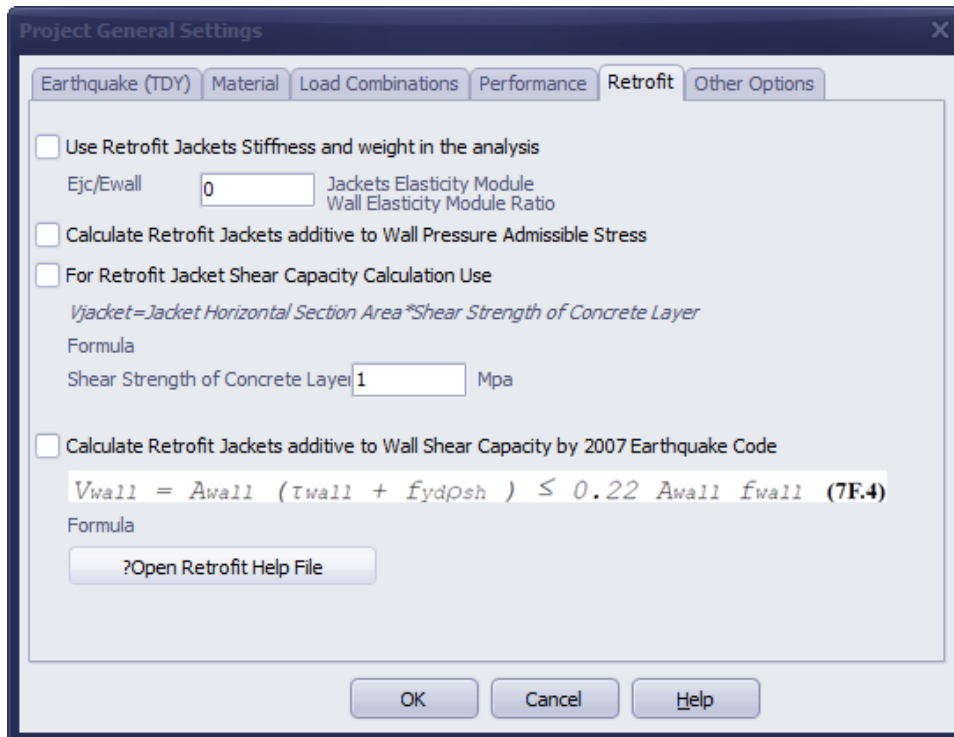 Project General Settings
Earthquake (TDY) Material Load Combinations Performance Retrofit Other Options
Use Retrofit Jackets Stiffness and weight in the analysis
Ejc/Ewall 0 Jackets Elasticity Module
Wall Elasticity Module Ratio
Calculate Retrofit Jackets additive to Wall Pressure Admissible Stress
For Retrofit Jacket Shear Capacity Calculation Use
Vjacket=Jacket Horizontal Section Area*Shear Strength of Concrete Layer
Formula
Shear Strength of Concrete Layer 1 Mpa
Calculate Retrofit Jackets additive to Wall Shear Capacity by 2007 Earthquake Code
Vwall = Awall (τwall + fydρsh ) ≤ 0.22 Awall fwall (7F.4)
Formula
?Open Retrofit Help File
OK Cancel Help